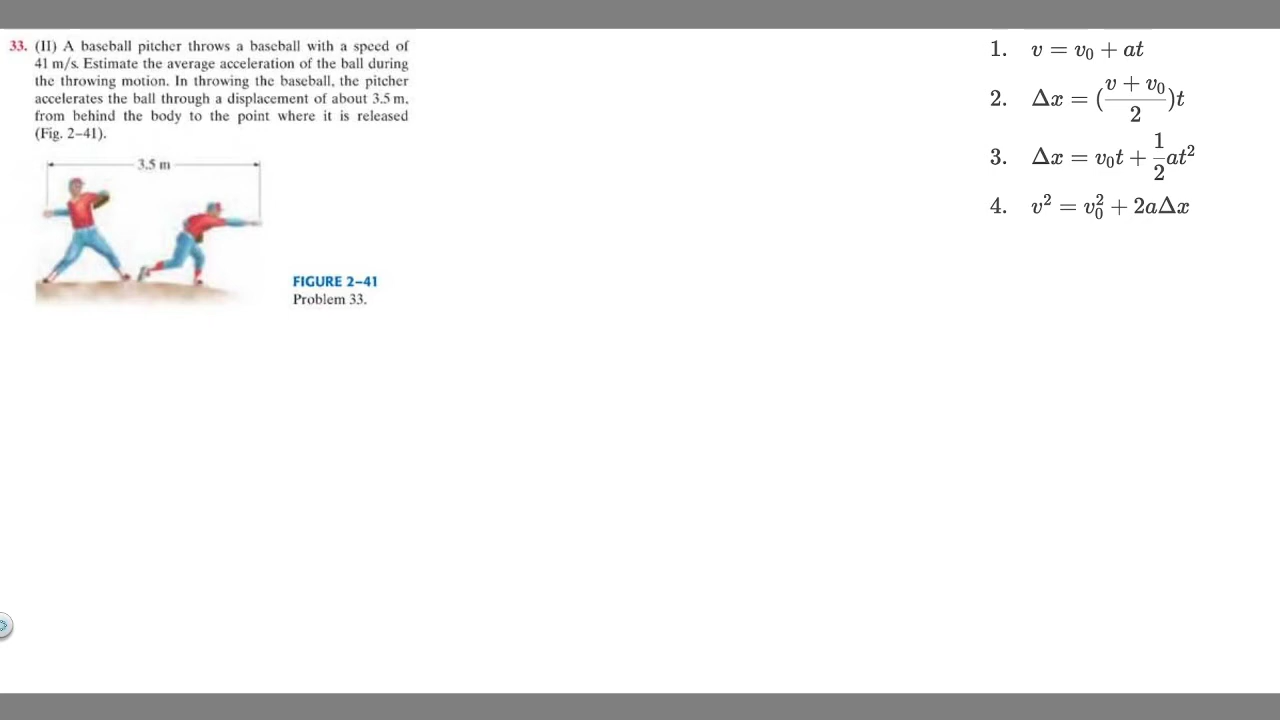 33. (II) A baseball pitcher throws a baseball with a speed of
41 m/s. Estimate the average acceleration of the ball during
the throwing motion. In throwing the baseball, the pitcher
accelerates the ball through a displacement of about 3.5 m,
from behind the body to the point where it is released
(Fig. 2–41).
3.5 m
FIGURE 2–41
Problem 33.
1. v = v₀ + at
2. Δx = ((v + v₀)/2)t
3. Δx = v₀t + 1/2 at²
4. v² = v₀² + 2aΔx